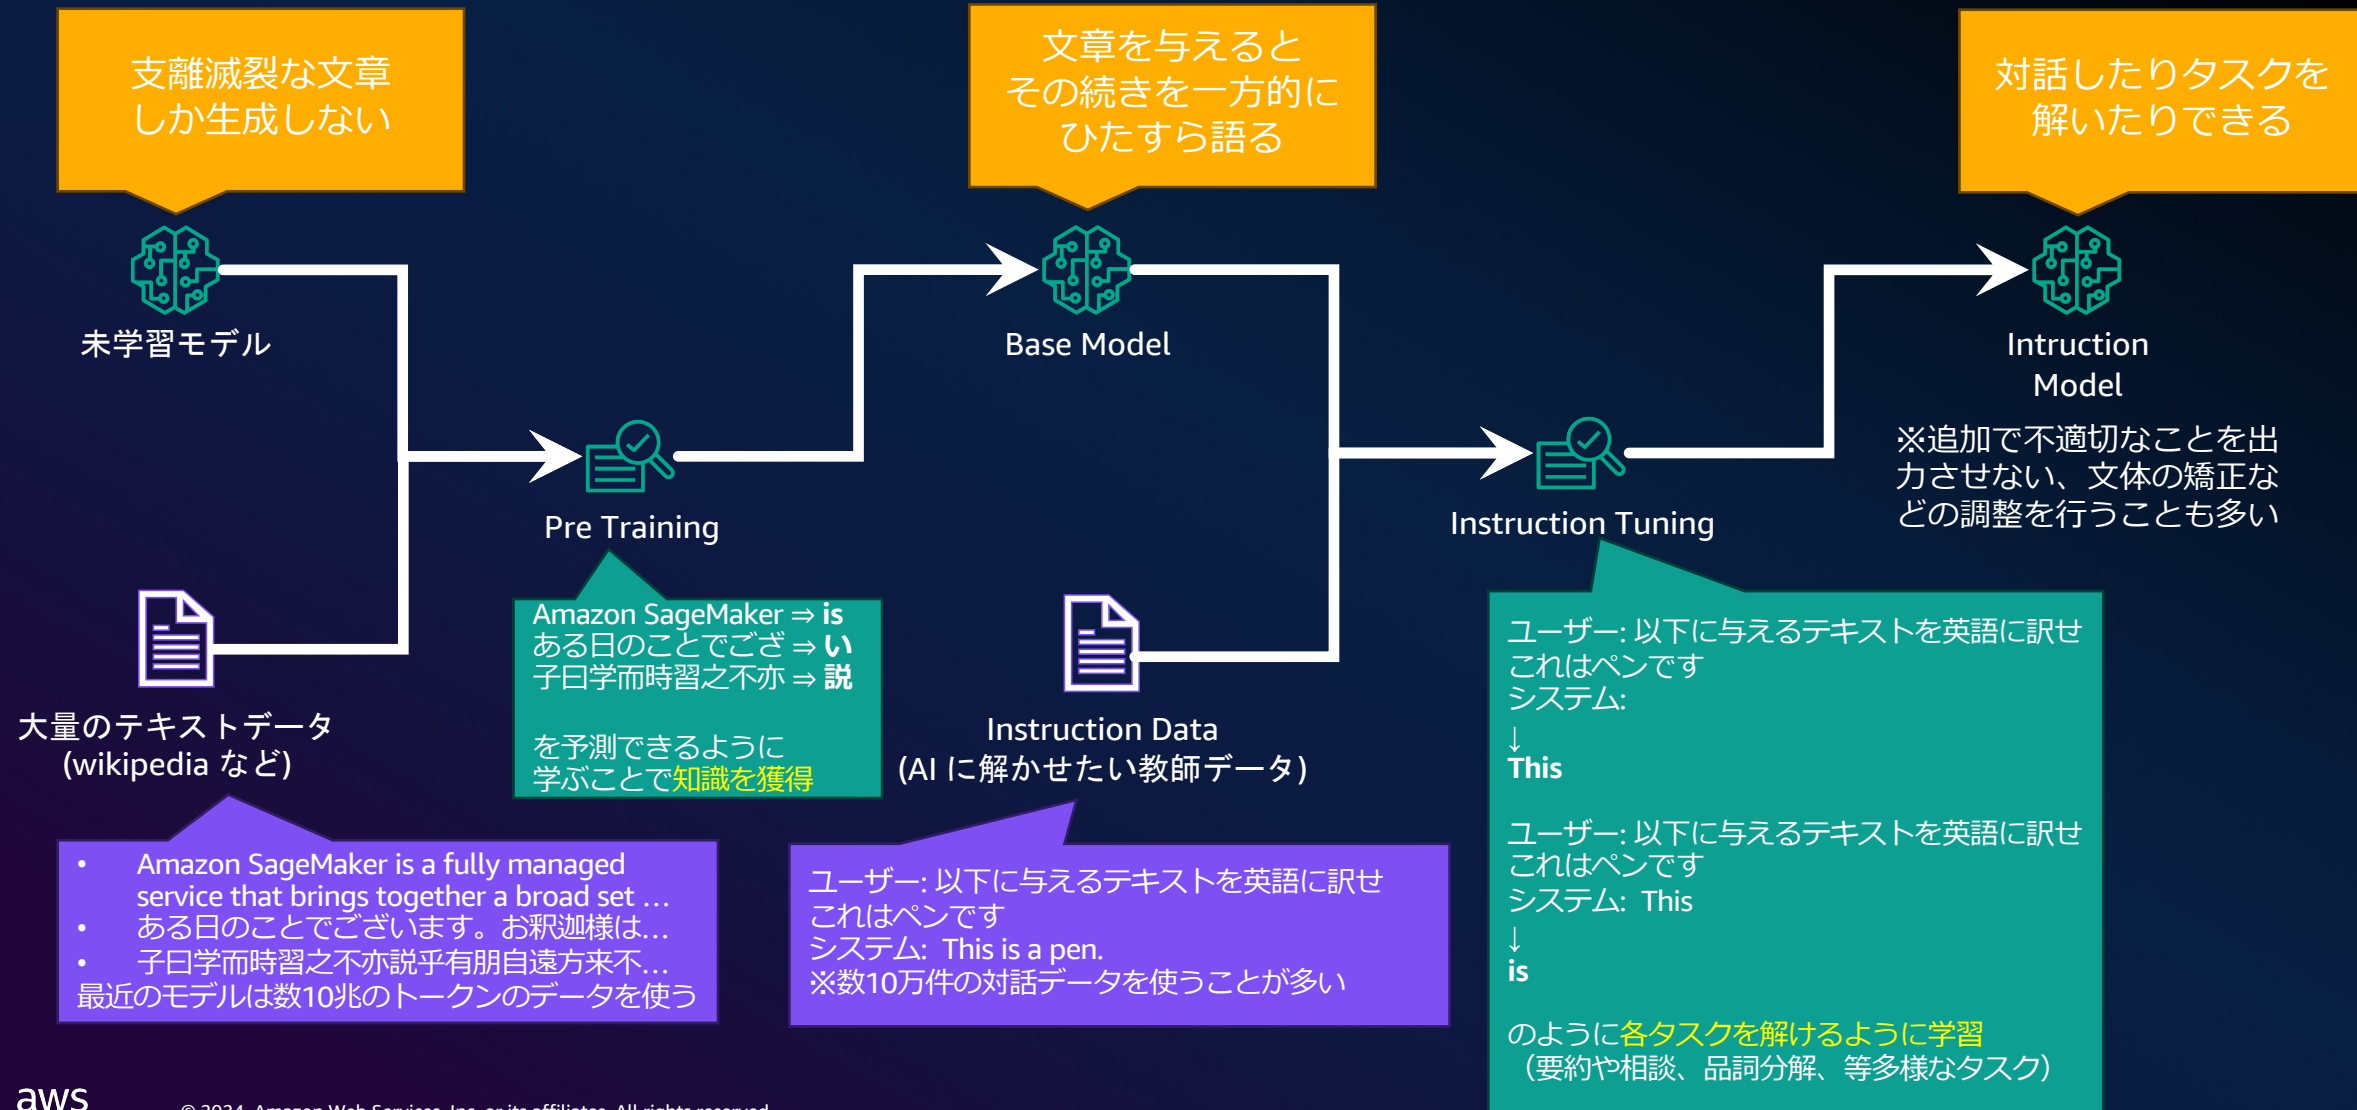 支離滅裂な文章
しか生成しない
文章を与えると
その続きを一方的に
ひたすら語る
対話したりタスクを
解いたりできる
未学習モデル
Base Model
Intruction
Model
※追加で不適切なことを出
力させない、文体の矯正な
どの調整を行うことも多い
Pre Training
Instruction Tuning
Amazon SageMaker ⇒ is
ある日のことでござ ⇒ い
子曰学而時習之不亦 ⇒ 説
を予測できるように
学ぶことで知識を獲得
大量のテキストデータ
(wikipedia など)
Instruction Data
(AI に解かせたい教師データ)
• Amazon SageMaker is a fully managed
service that brings together a broad set …
• ある日のことでございます。お釈迦様は…
• 子曰学而時習之不亦説乎有朋自遠方来不…
最近のモデルは数10兆のトークンのデータを使う
ユーザー: 以下に与えるテキストを英語に訳せ
これはペンです
システム: This is a pen.
※数10万件の対話データを使うことが多い
ユーザー: 以下に与えるテキストを英語に訳せ
これはペンです
システム:
↓
This
ユーザー: 以下に与えるテキストを英語に訳せ
これはペンです
システム: This
↓
is
のように各タスクを解けるように学習
（要約や相談、品詞分解、等多様なタスク）
aws
© 2024, Amazon Web Services, Inc. or its affiliates. All rights reserved.